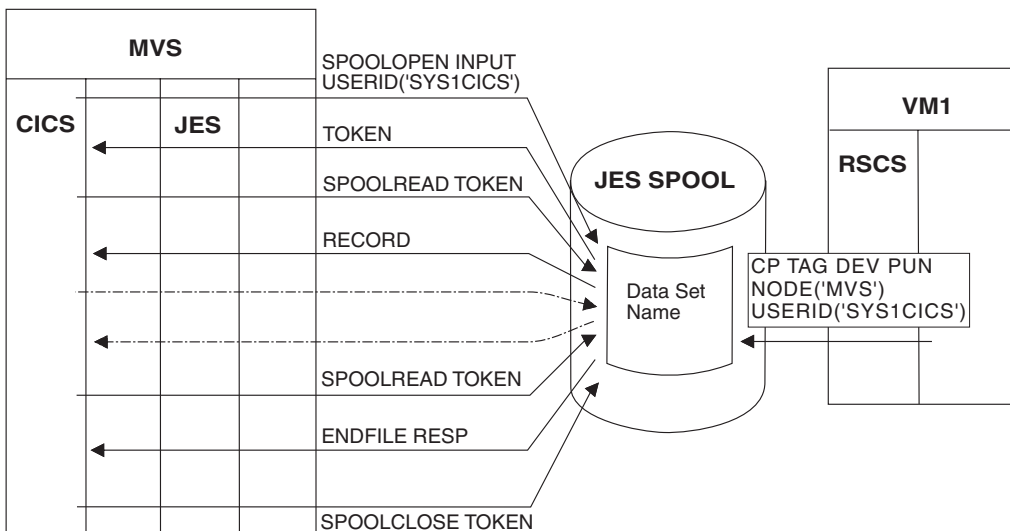 MVS
SPOOLOPEN INPUT
USERID('SYS1CICS')
CICS
JES
TOKEN
SPOOLREAD TOKEN
RECORD
SPOOLREAD TOKEN
ENDFILE RESP
SPOOLCLOSE TOKEN
JES SPOOL
Data Set
Name
VM1
RSCS
CP TAG DEV PUN
NODE('MVS')
USERID('SYS1CICS')